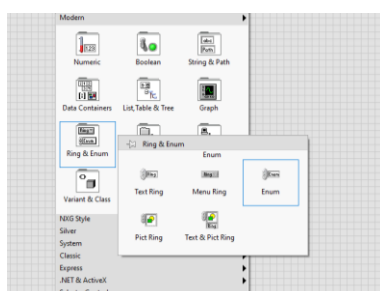 Modern
Numeric
Boolean
String & Path
Data Containers
List, Table & Tree
Graph
Ring & Enum
Ring & Enum
Enum
Text Ring
Menu Ring
Enum
Variant & Class
Pict Ring
Text & Pict Ring
NXG Style
Silver
System
Classic
Express
.NET & ActiveX